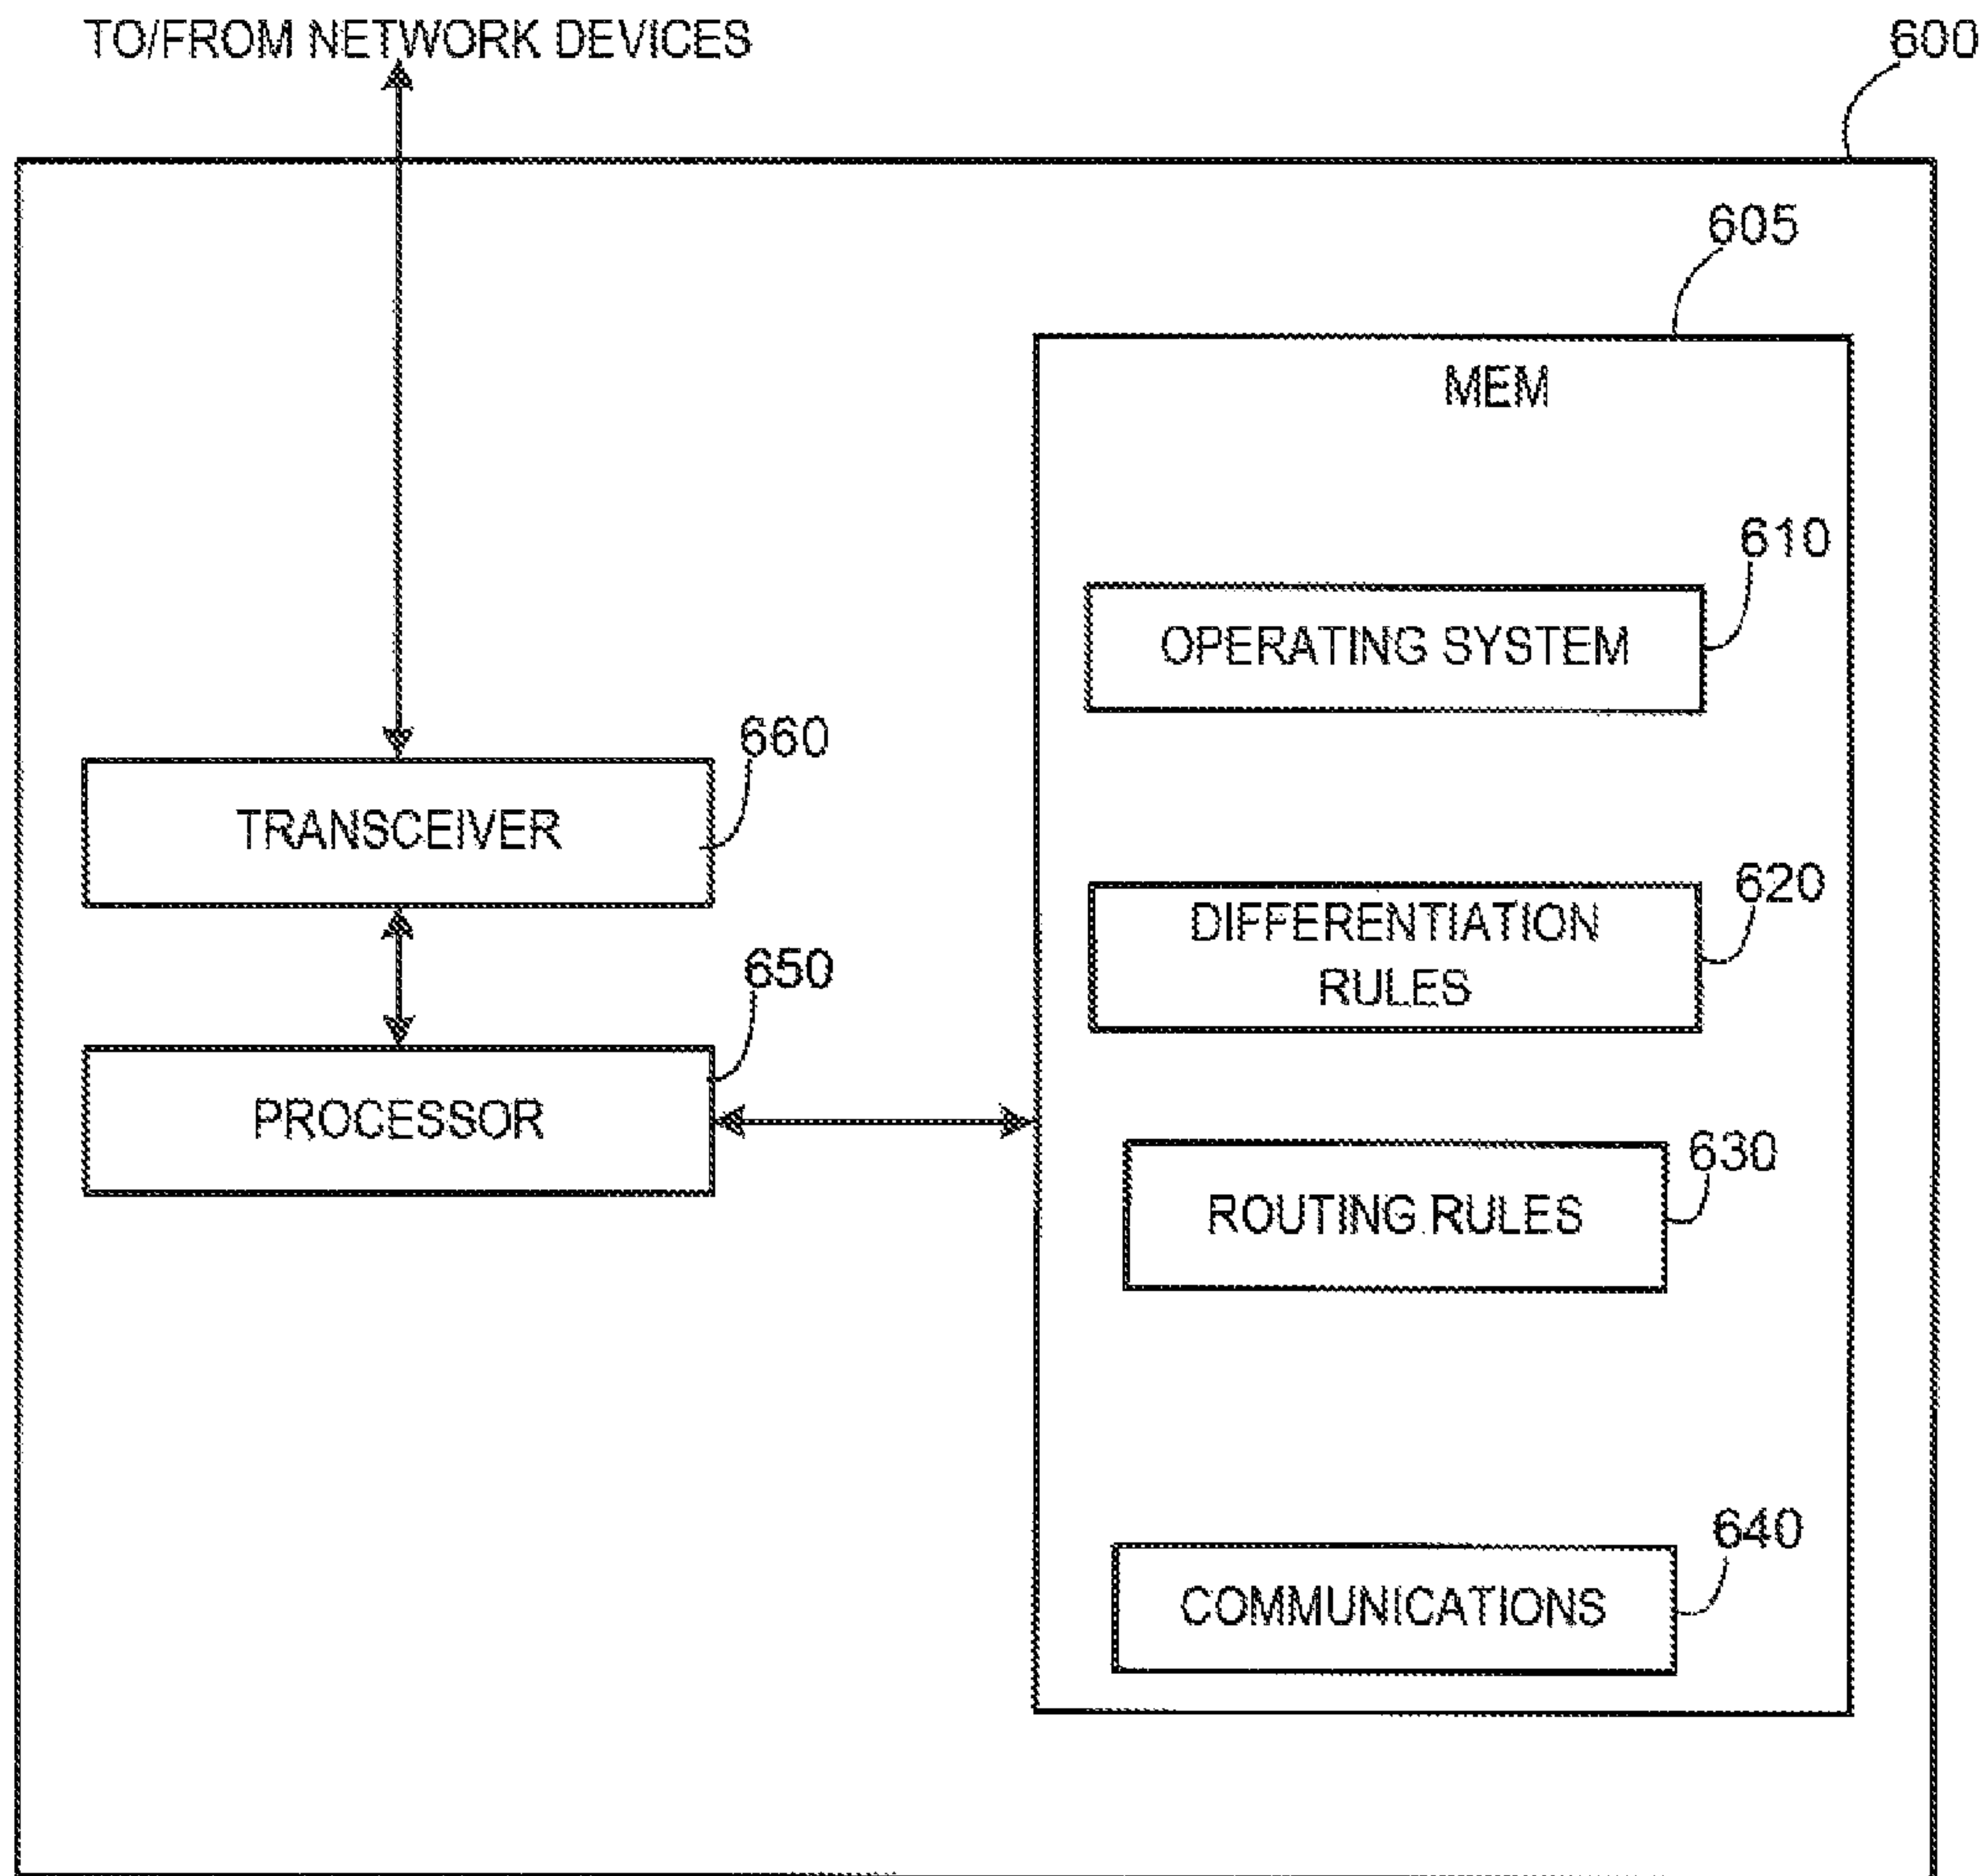 TO/FROM NETWORK DEVICES
600
605
MEM
610
OPERATING SYSTEM
660
TRANSCEIVER
620
DIFFERENTIATION
RULES
650
PROCESSOR
630
ROUTING RULES
640
COMMUNICATIONS